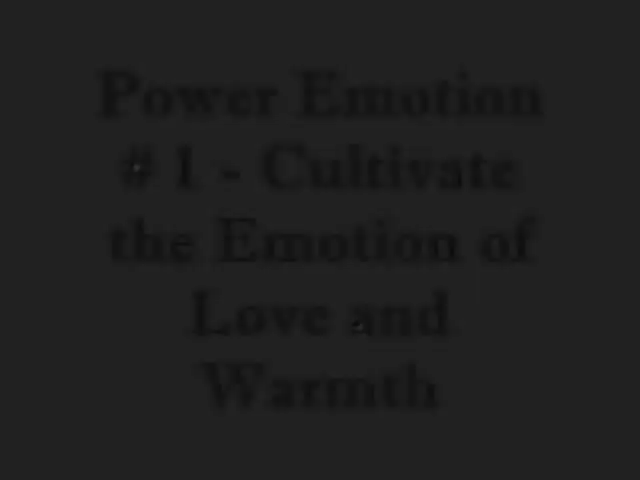 Power Emotion
# 1 - Cultivate
the Emotion of
Love and
Warmth